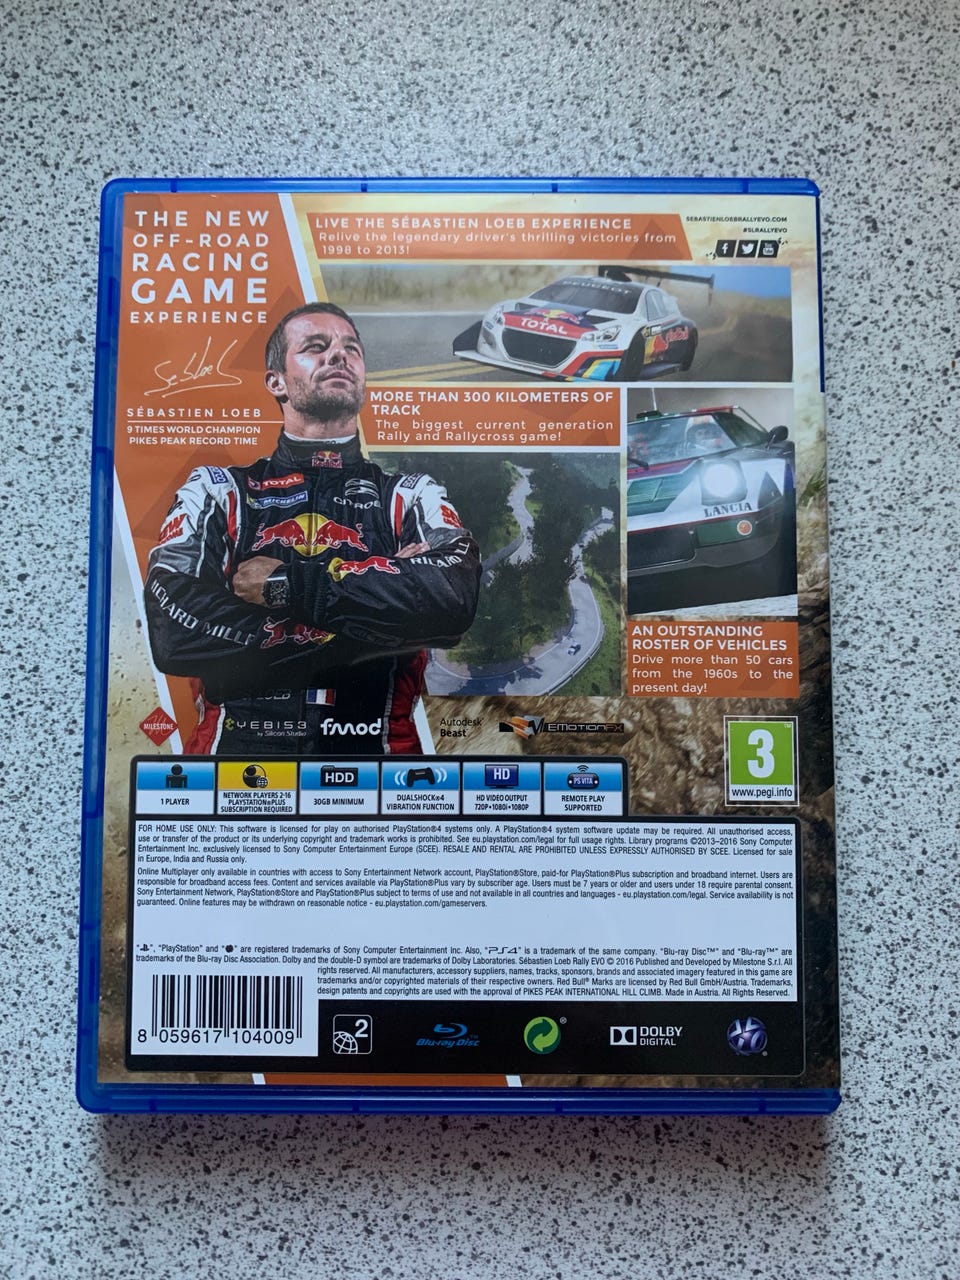 THE NEW
OFF-ROAD
RACING
GAME
EXPERIENCE
SÉBASTIEN LOEB
9 TIMES WORLD CHAMPION
PIKES PEAK RECORD TIME
LIVE THE SÉBASTIEN LOEB EXPERIENCE
Relive the legendary driver's thrilling victories from
1998 to 2013!
SEBASTIENLOEBRALLYEVO.COM
#SLRALLYEVO
PEUGEOT
Red Bull
TOTAL
MORE THAN 300 KILOMETERS OF
TRACK
The biggest current generation
Rally and Rallycross game!
LANCIA
AN OUTSTANDING
ROSTER OF VEHICLES
Drive more than 50 cars
from the 1960s to the
present day!
Red Bull
TOTAL
MICHELIN
CITROË
RICHARD MILLE
LOEB
MILESTONE
YEBIS3
by Silicon Studio
fmod
Autodesk
Beast
EMOTIONFX
3
www.pegi.info
1 PLAYER
NETWORK PLAYERS 2-16
PLAYSTATION®PLUS
SUBSCRIPTION REQUIRED
HDD
30GB MINIMUM
DUALSHOCK®4
VIBRATION FUNCTION
HD
HD VIDEO OUTPUT
720P•1080i•1080P
PS VITA
REMOTE PLAY
SUPPORTED
FOR HOME USE ONLY: This software is licensed for play on authorised PlayStation®4 systems only. A PlayStation®4 system software update may be required. All unauthorised access,
use or transfer of the product or its underlying copyright and trademark works is prohibited. See eu.playstation.com/legal for full usage rights. Library programs ©2013–2016 Sony Computer
Entertainment Inc. exclusively licensed to Sony Computer Entertainment Europe (SCEE). RESALE AND RENTAL ARE PROHIBITED UNLESS EXPRESSLY AUTHORISED BY SCEE. Licensed for sale
in Europe, India and Russia only.
Online Multiplayer only available in countries with access to Sony Entertainment Network account, PlayStation®Store, paid-for PlayStation®Plus subscription and broadband internet. Users are
responsible for broadband access fees. Content and services available via PlayStation®Plus vary by subscriber age. Users must be 7 years or older and users under 18 require parental consent.
Sony Entertainment Network, PlayStation®Store and PlayStation®Plus subject to terms of use and not available in all countries and languages - eu.playstation.com/legal. Service availability is not
guaranteed. Online features may be withdrawn on reasonable notice - eu.playstation.com/gameservers.
" ", "PlayStation" and " " are registered trademarks of Sony Computer Entertainment Inc. Also, "PS4" is a trademark of the same company. "Blu-ray Disc™" and "Blu-ray™" are
trademarks of the Blu-ray Disc Association. Dolby and the double-D symbol are trademarks of Dolby Laboratories. Sébastien Loeb Rally EVO © 2016 Published and Developed by Milestone S.r.l. All
rights reserved. All manufacturers, accessory suppliers, names, tracks, sponsors, brands and associated imagery featured in this game are
trademarks and/or copyrighted materials of their respective owners. Red Bull® Marks are licensed by Red Bull GmbH/Austria. Trademarks,
design patents and copyrights are used with the approval of PIKES PEAK INTERNATIONAL HILL CLIMB. Made in Austria. All Rights Reserved.
8 059617 104009
2
Blu-ray Disc
DOLBY
DIGITAL